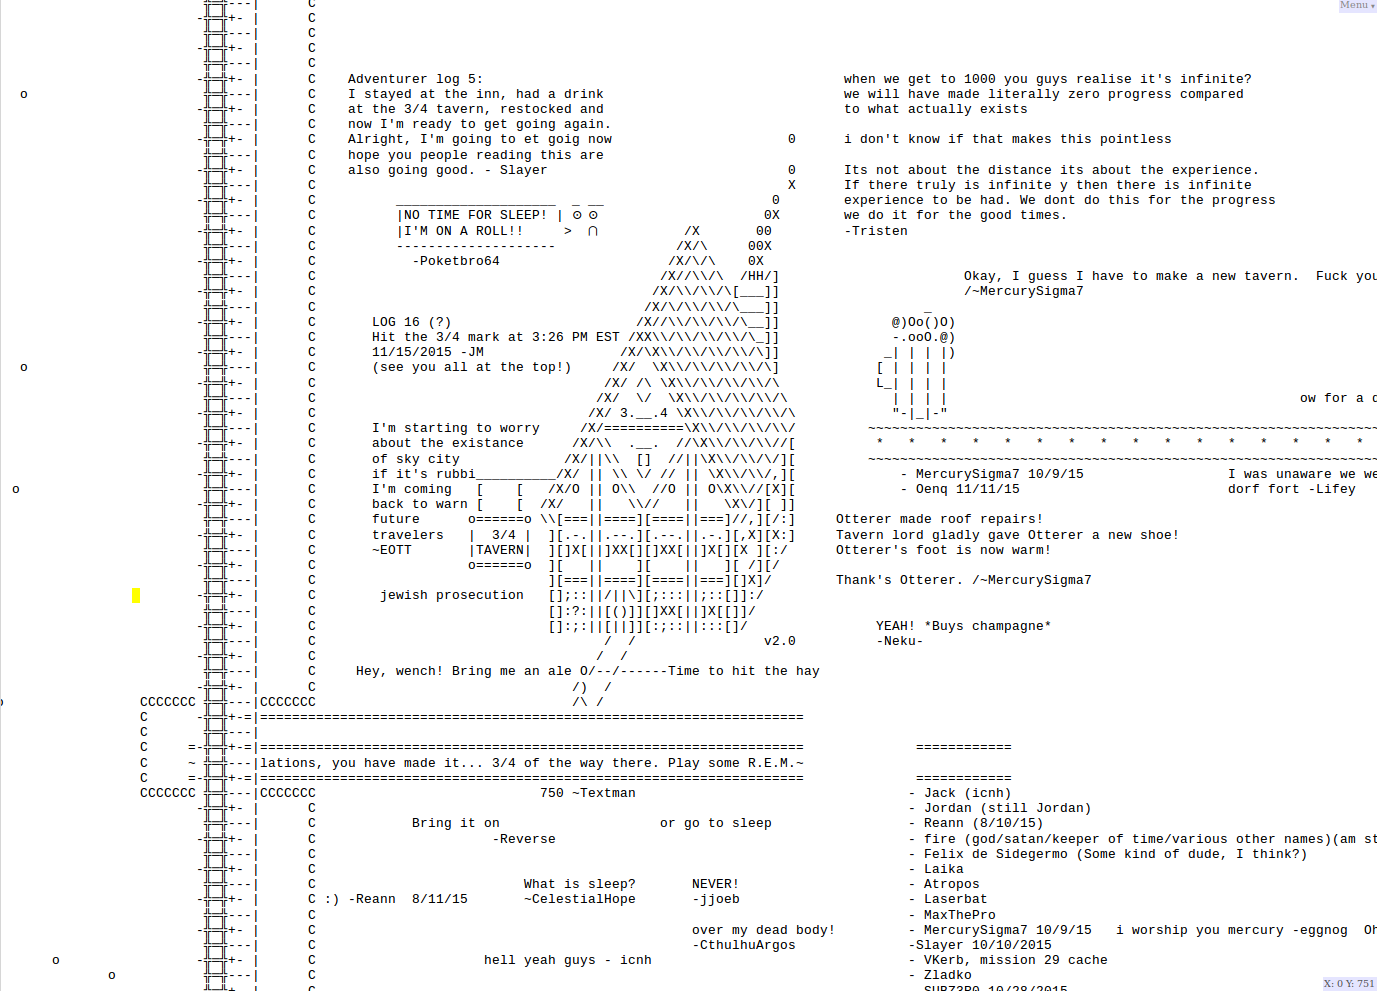 Menu ▾
Adventurer log 5:
I stayed at the inn, had a drink
at the 3/4 tavern, restocked and
now I'm ready to get going again.
Alright, I'm going to et goig now
hope you people reading this are
also going good. - Slayer
when we get to 1000 you guys realise it's infinite?
we will have made literally zero progress compared
to what actually exists
i don't know if that makes this pointless
Its not about the distance its about the experience.
If there truly is infinite y then there is infinite
experience to be had. We dont do this for the progress
we do it for the good times.
-Tristen
|NO TIME FOR SLEEP! |
|I'M ON A ROLL!!
-Poketbro64
Okay, I guess I have to make a new tavern.  Fuck you
/~MercurySigma7
LOG 16 (?)
Hit the 3/4 mark at 3:26 PM EST
11/15/2015 -JM
(see you all at the top!)
ow for a d
3.__.4
I'm starting to worry
about the existance
of sky city
if it's rubbi
I'm coming
back to warn
future
travelers
~EOTT
3/4
TAVERN
- MercurySigma7 10/9/15
- Oenq 11/11/15
I was unaware we we
dorf fort -Lifey
Otterer made roof repairs!
Tavern lord gladly gave Otterer a new shoe!
Otterer's foot is now warm!
Thank's Otterer. /~MercurySigma7
jewish prosecution
YEAH! *Buys champagne*
-Neku-
v2.0
Hey, wench! Bring me an ale O/--/------Time to hit the hay
lations, you have made it... 3/4 of the way there. Play some R.E.M.~
750 ~Textman
Bring it on
-Reverse
or go to sleep
What is sleep?
~CelestialHope
NEVER!
-jjoeb
:) -Reann  8/11/15
over my dead body!
-CthulhuArgos
hell yeah guys - icnh
- Jack (icnh)
- Jordan (still Jordan)
- Reann (8/10/15)
- fire (god/satan/keeper of time/various other names)(am st
- Felix de Sidegermo (Some kind of dude, I think?)
- Laika
- Atropos
- Laserbat
- MaxThePro
- MercurySigma7 10/9/15   i worship you mercury -eggnog  Oh
-Slayer 10/10/2015
- VKerb, mission 29 cache
- Zladko
- SUBZ3R0 10/28/2015
X: 0 Y: 751